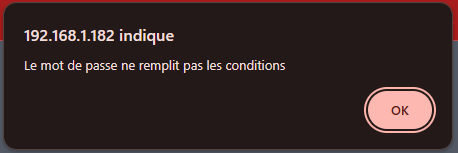 192.168.1.182 indique
Le mot de passe ne remplit pas les conditions
OK